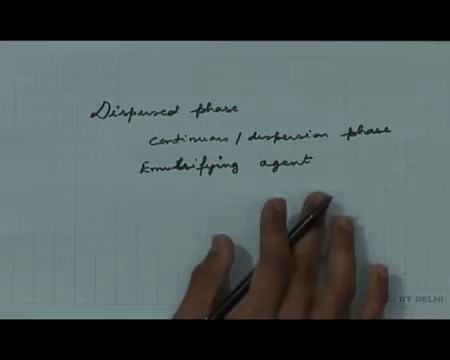 Dispersed phase
continuous / dispersion phase
Emulsifying agent
IIT DELHI